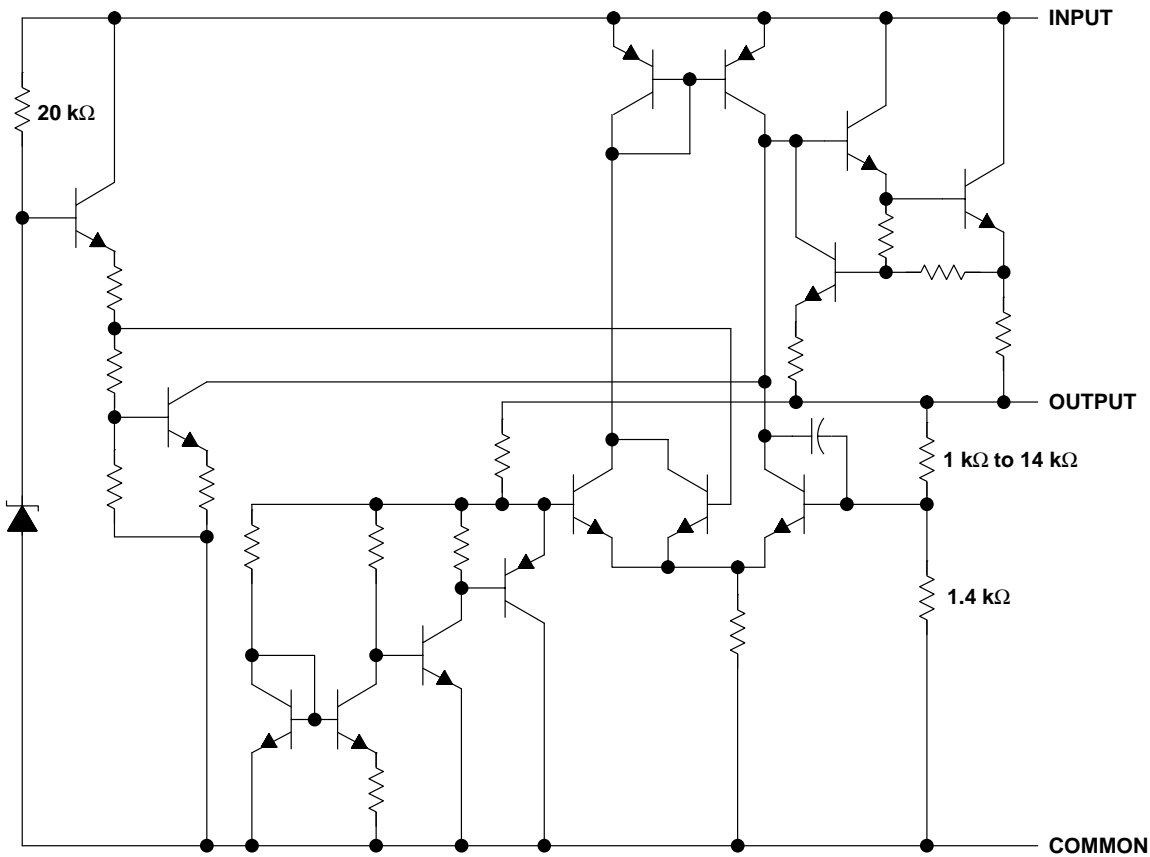 INPUT
20 kΩ
OUTPUT
1 kΩ to 14 kΩ
1.4 kΩ
COMMON